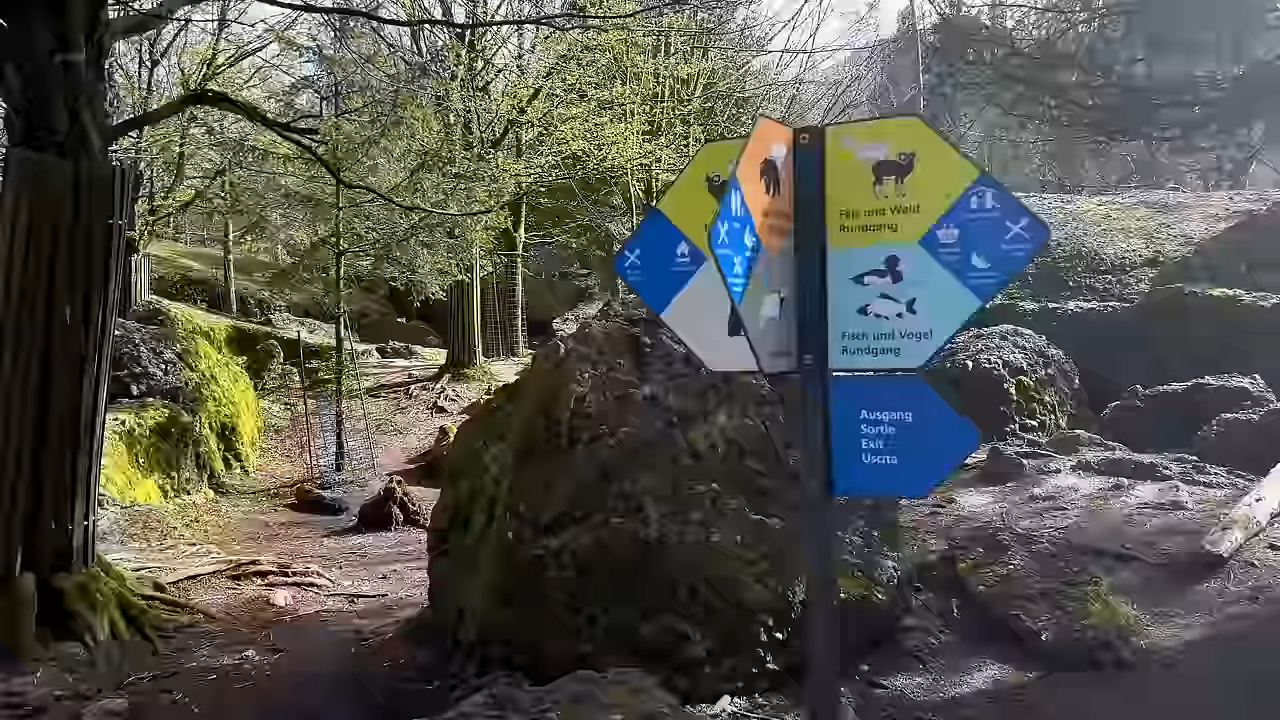 Fels und Wald
Rundgang
Fisch und Vogel
Rundgang
Ausgang
Sortie
Exit
Uscita